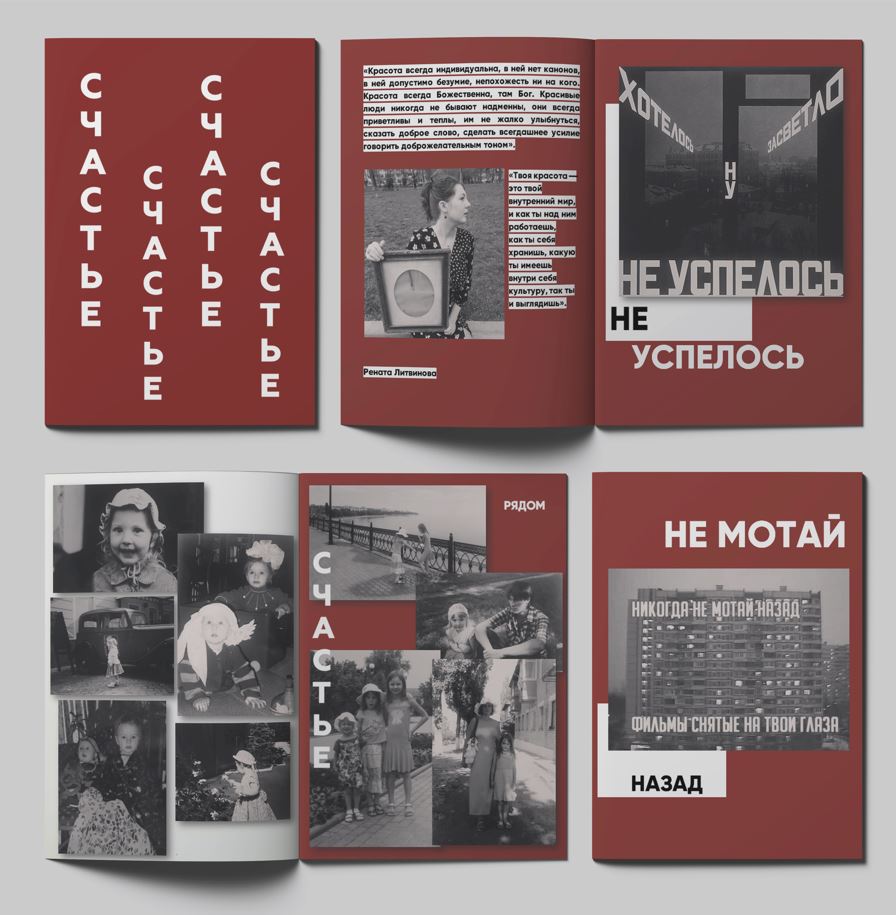 СЧАСТЬЕ
СЧАСТЬЕ
СЧАСТЬЕ
СЧАСТЬЕ
«Красота всегда индивидуальна, в ней нет канонов,
в ней допустимо безумие, непохожесть ни на кого.
Красота всегда Божественна, там Бог. Красивые
люди никогда не бывают надменны, они всегда
приветливы и теплы, им не жалко улыбнуться,
сказать доброе слово, сделать всегдашнее усилие
говорить доброжелательным тоном».
«Твоя красота —
это твой
внутренний мир,
и как ты над ним
работаешь,
как ты себя
хранишь, какую
ты имеешь
внутри себя
культуру, так ты
и выглядишь».
Рената Литвинова
ХОТЕЛОСЬ
ЗАСВЕТЛО
НУ
НЕ УСПЕЛОСЬ
НЕ
УСПЕЛОСЬ
СЧАСТЬЕ
РЯДОМ
НЕ МОТАЙ
НИКОГДА НЕ МОТАЙ НАЗАД
ФИЛЬМЫ СНЯТЫЕ НА ТВОИ ГЛАЗА
НАЗАД